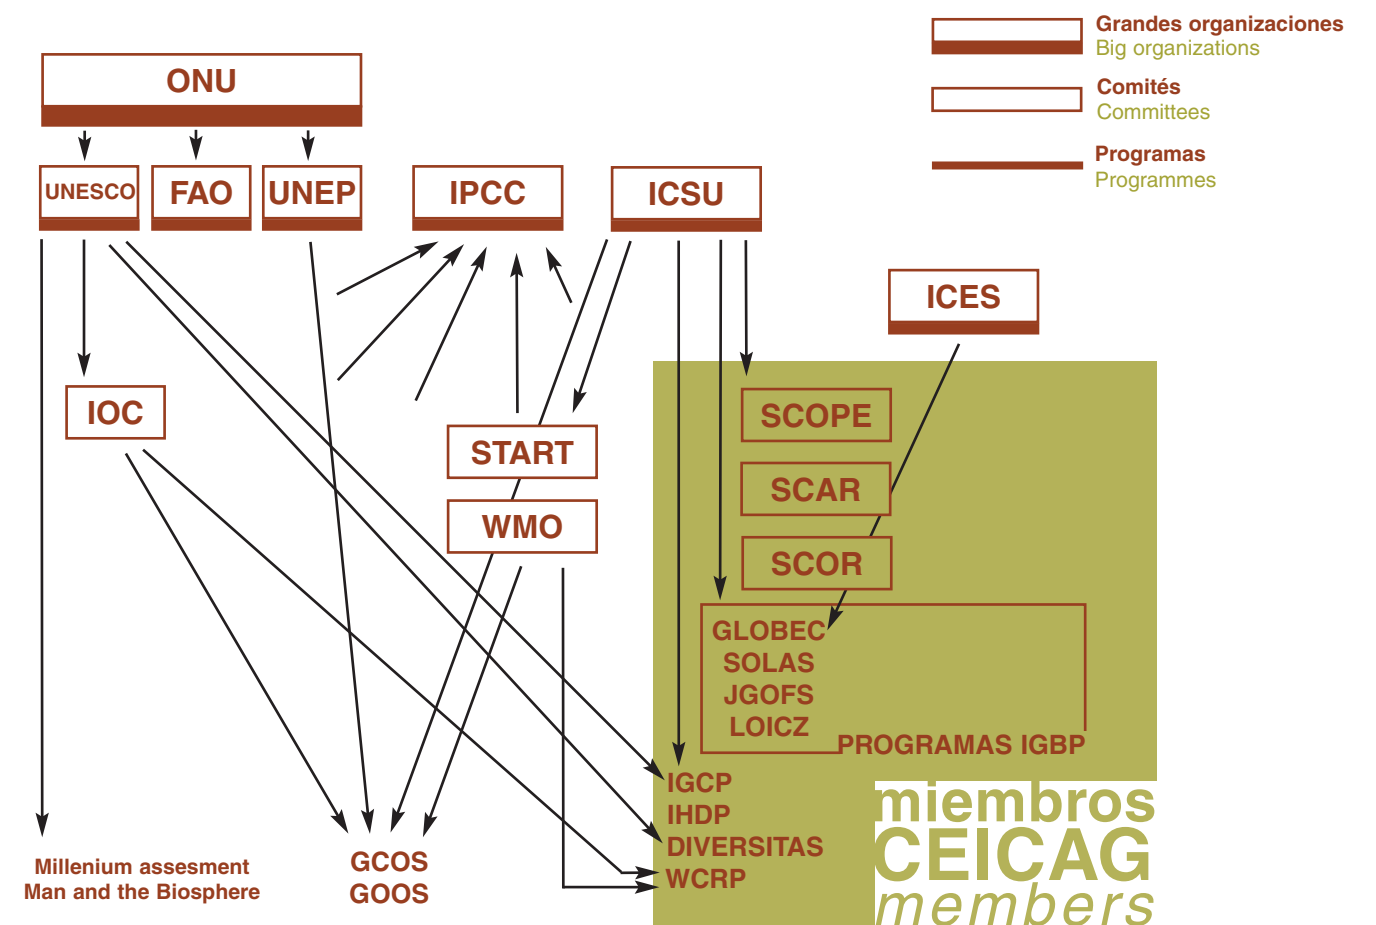 Grandes organizaciones
Big organizations
Comités
Committees
Programas
Programmes
ONU
UNESCO
FAO
UNEP
IPCC
ICSU
ICES
IOC
START
WMO
SCOPE
SCAR
SCOR
GLOBEC
SOLAS
JGOFS
LOICZ
PROGRAMAS IGBP
IGCP
IHDP
DIVERSITAS
WCRP
miembros
CEICAG
members
Millenium assesment
Man and the Biosphere
GCOS
GOOS